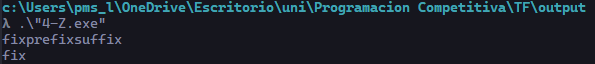 c:\Users\pms_l\OneDrive\Escritorio\uni\Programacion Competitiva\TF\output
λ .\"4-Z.exe"
fixprefixsuffix
fix